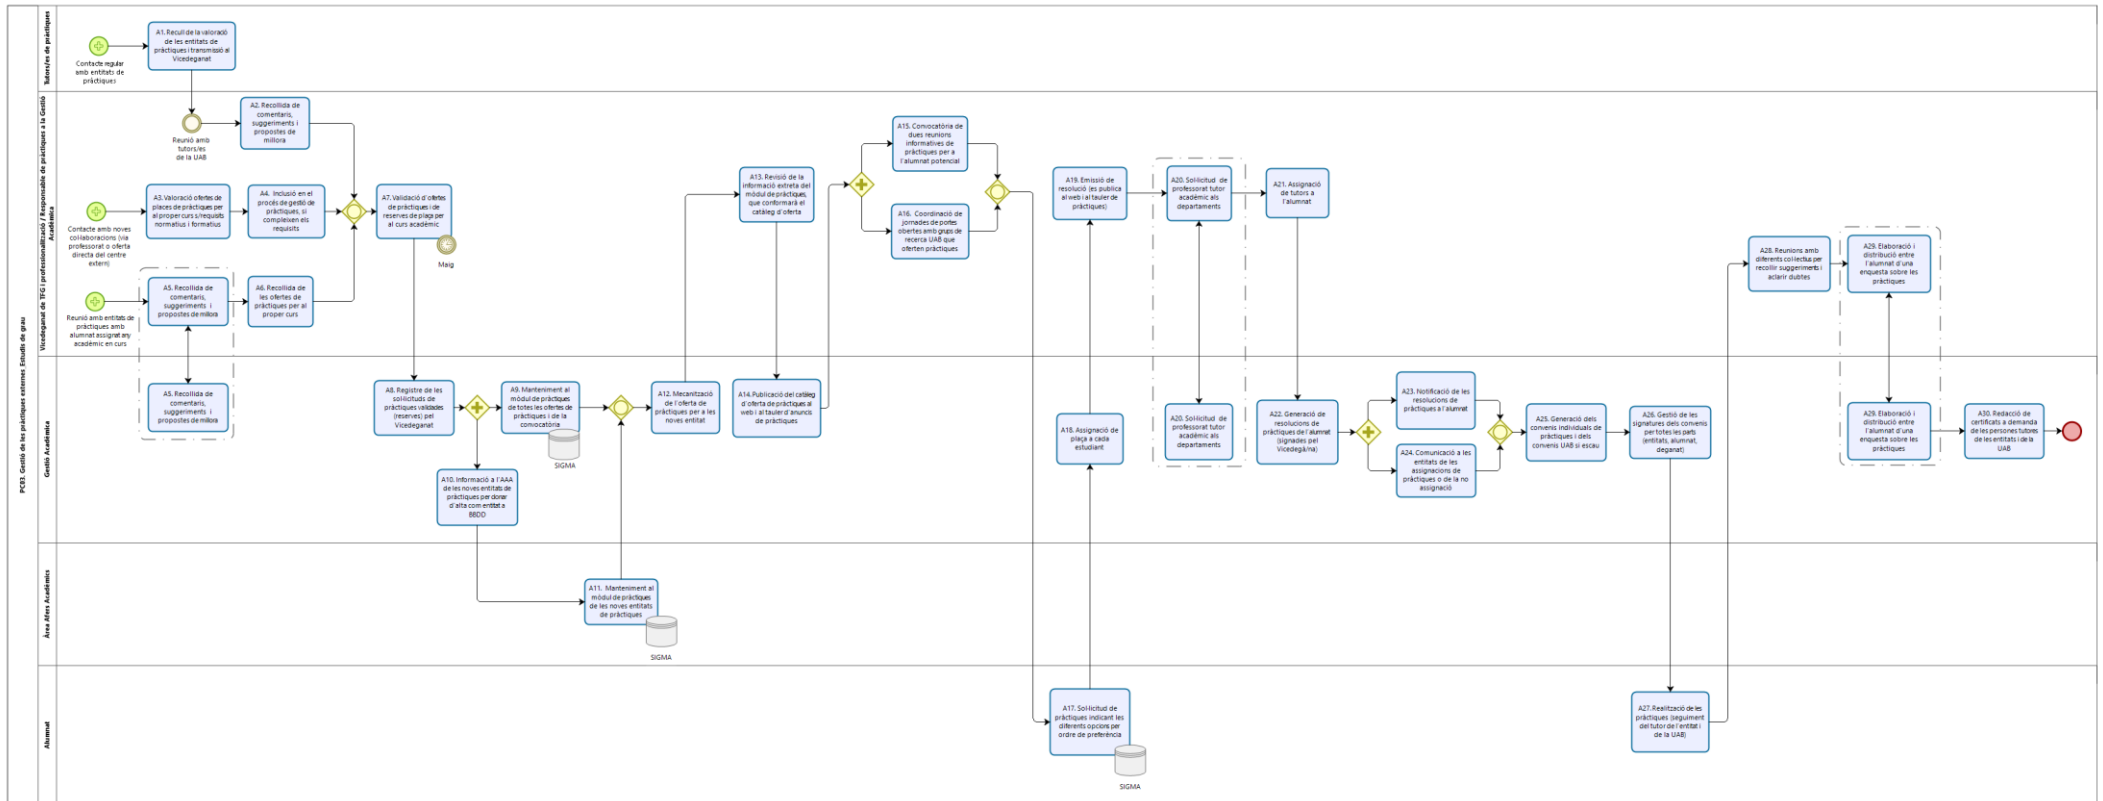 PC03. Gestió de les pràctiques externes Estudis de grau
Tutors/es de pràctiques
Contacte regular
amb entitats de
pràctiques
A1. Recull de la valoració
de les entitats de
pràctiques i transmissió al
Vicedeganat
Vicedeganat de TFG i professionalització / Responsable de pràctiques a la Gestió
Acadèmica
Reunió amb
tutors/es
de la UAB
A2. Recollida de
comentaris,
suggeriments i
propostes de
millora
Contacte amb noves
col·laboracions (via
professorat o oferta
directa del centre
extern)
A3. Valoració ofertes de
places de pràctiques per
al proper curs s/requisits
normatius i formatius
A4. Inclusió en el
procés de gestió de
pràctiques, si
compleixen els
requisits
Reunió amb entitats de
pràctiques amb
alumnat assignat any
acadèmic en curs
A5. Recollida de
comentaris,
suggeriments i
propostes de millora
A6. Recollida de
les ofertes de
pràctiques per al
proper curs
A7. Validació d'ofertes
de pràctiques i de
reserves de plaça per
al curs acadèmic
Maig
A13. Revisió de la
informació extreta del
mòdul de pràctiques,
que conformarà el
catàleg d'oferta
A15. Convocatòria de
dues reunions
informatives de
pràctiques per a
l'alumnat potencial
A16. Coordinació de
jornades de portes
obertes amb grups de
recerca UAB que
oferten pràctiques
A19. Emissió de
resolució (es publica
al web i al tauler de
pràctiques)
A20. Sol·licitud de
professorat tutor
acadèmic als
departaments
A21. Assignació
de tutors a
l'alumnat
A28. Reunions amb
diferents col·lectius per
recollir suggeriments i
aclarir dubtes
A29. Elaboració i
distribució entre
l'alumnat d'una
enquesta sobre les
pràctiques
Gestió Acadèmica
A5. Recollida de
comentaris,
suggeriments i
propostes de millora
A8. Registre de les
sol·licituds de
pràctiques validades
(reserves) pel
Vicedeganat
A9. Manteniment al
mòdul de pràctiques
de totes les ofertes de
pràctiques i de la
convocatòria
SIGMA
A10. Informació a l'AAA
de les noves entitats de
pràctiques per donar
d'alta com entitat a
BBDD
A12. Mecanització
de l'oferta de
pràctiques per a les
noves entitat
A14. Publicació del catàleg
d'oferta de pràctiques al
web i al tauler d'anuncis
de pràctiques
A18. Assignació de
plaça a cada
estudiant
A20. Sol·licitud de
professorat tutor
acadèmic als
departaments
A22. Generació de
resolucions de
pràctiques de l'alumnat
(signades pel
Vicedegà/na)
A23. Notificació de les
resolucions de
pràctiques a l'alumnat
A24. Comunicació a les
entitats de les
assignacions de
pràctiques o de la no
assignació
A25. Generació dels
convenis individuals de
pràctiques i dels
convenis UAB si escau
A26. Gestió de les
signatures dels convenis
per totes les parts
(entitats, alumnat,
deganat)
A29. Elaboració i
distribució entre
l'alumnat d'una
enquesta sobre les
pràctiques
A30. Redacció de
certificats a demanda
de les persones tutores
de les entitats i de la
UAB
Àrea Afers Acadèmics
A11. Manteniment al
mòdul de pràctiques
de les noves entitats
de pràctiques
SIGMA
Alumnat
A17. Sol·licitud de
pràctiques indicant les
diferents opcions per
ordre de preferència
SIGMA
A27. Realització de les
pràctiques (seguiment
del tutor de l'entitat i
de la UAB)